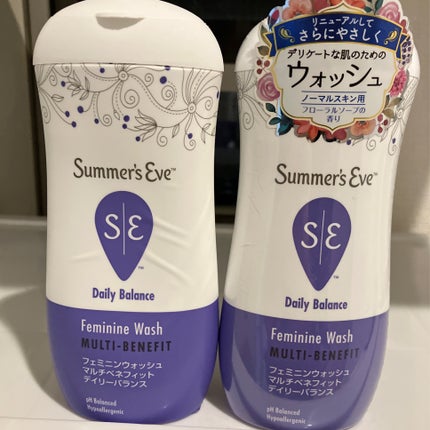 Summer's Eve™
S|E
™
Daily Balance
Feminine Wash
MULTI-BENEFIT
フェミニンウォッシュ
マルチベネフィット
デイリーバランス
pH Balanced
Hypoallergenic
リニューアルして
さらにやさしく
デリケートな肌のための
ウォッシュ
ノーマルスキン用
フローラルソープの
香り
Summer's Eve™
S|E
™
Daily Balance
Feminine Wash
MULTI-BENEFIT
フェミニンウォッシュ
マルチベネフィット
デイリーバランス
pH Balanced
Hypoallergenic